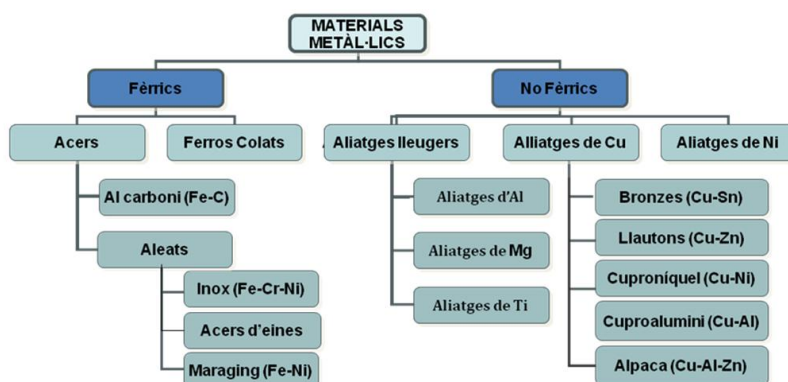 MATERIALS
METÀL·LICS
Fèrrics
No Fèrrics
Acers
Ferros Colats
Aliatges lleugers
Alliatges de Cu
Aliatges de Ni
Al carboni (Fe-C)
Aleats
Inox (Fe-Cr-Ni)
Acers d'eines
Maraging (Fe-Ni)
Aliatges d'Al
Aliatges de Mg
Aliatges de Ti
Bronzes (Cu-Sn)
Llautons (Cu-Zn)
Cuproníquel (Cu-Ni)
Cuproalumini (Cu-Al)
Alpaca (Cu-Al-Zn)